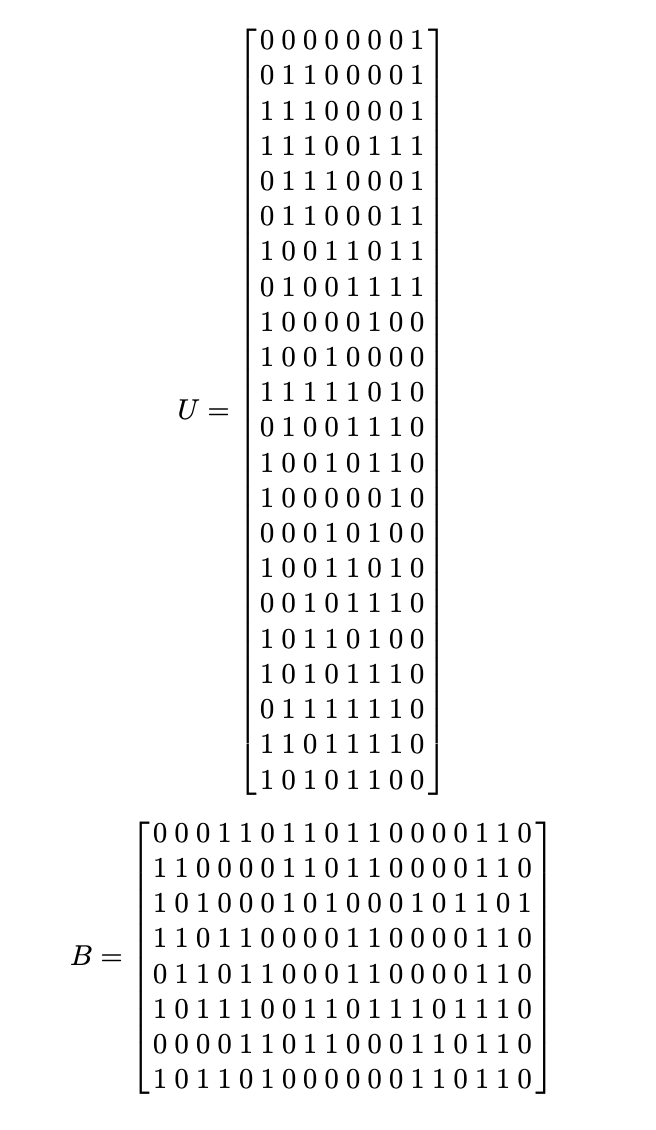 0 0 0 0 0 0 0 1
0 1 1 0 0 0 0 1
1 1 1 0 0 0 0 1
1 1 1 0 0 1 1 1
0 1 1 1 0 0 0 1
0 1 1 0 0 0 1 1
1 0 0 1 1 0 1 1
0 1 0 0 1 1 1 1
1 0 0 0 0 1 0 0
1 0 0 1 0 0 0 0
1 1 1 1 1 0 1 0
U =
0 1 0 0 1 1 1 0
1 0 0 1 0 1 1 0
1 0 0 0 0 0 1 0
0 0 0 1 0 1 0 0
1 0 0 1 1 0 1 0
0 0 1 0 1 1 1 0
1 0 1 1 0 1 0 0
1 0 1 0 1 1 1 0
0 1 1 1 1 1 1 0
1 1 0 1 1 1 1 0
1 0 1 0 1 1 0 0
0 0 0 1 1 0 1 1 0 1 1 0 0 0 0 1 1 0
1 1 0 0 0 0 1 1 0 1 1 0 0 0 0 1 1 0
1 0 1 0 0 0 1 0 1 0 0 0 1 0 1 1 0 1
1 1 0 1 1 0 0 0 0 1 1 0 0 0 0 1 1 0
B =
0 1 1 0 1 1 0 0 0 1 1 0 0 0 0 1 1 0
1 0 1 1 1 0 0 1 1 0 1 1 1 0 1 1 1 0
0 0 0 0 1 1 0 1 1 0 0 0 1 1 0 1 1 0
1 0 1 1 0 1 0 0 0 0 0 0 1 1 0 1 1 0